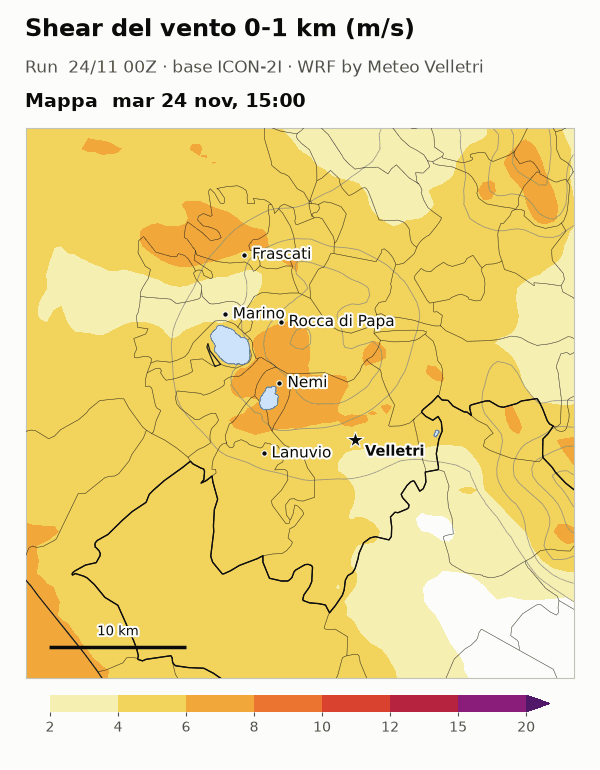 Shear del vento 0-1 km (m/s)
Run  24/11 00Z · base ICON-2I · WRF by Meteo Velletri
Mappa  mar 24 nov, 15:00
Frascati
Marino
Rocca di Papa
Nemi
Velletri
Lanuvio
10 km
2 4 6 8 10 12 15 20